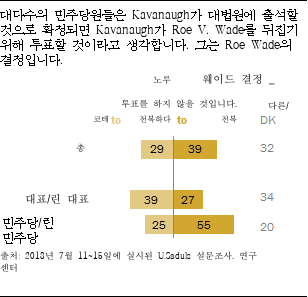 대다수의 민주당원들은 Kavanaugh가 대법원에 출석할
것으로 확정되면 Kavanaugh가 Roe V. Wade를 뒤집기
위해 투표할 것이라고 생각합니다. 그는 Roe Wade의
결정입니다.
노루 웨이드 결정 _
투표를 하지 않을 것입니다. 다른/
to 전복하다 to 전복 DK
총 29 39 32
대표/린 대표 39 27 34
민주당/린 25 55 20
민주당
출처: 2018년 7월 11~15일에 실시된 설문조사. 연구
센터